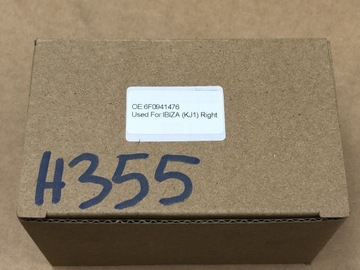 OE:6F0941476
Used For:IBIZA (KJ1) Right
H355